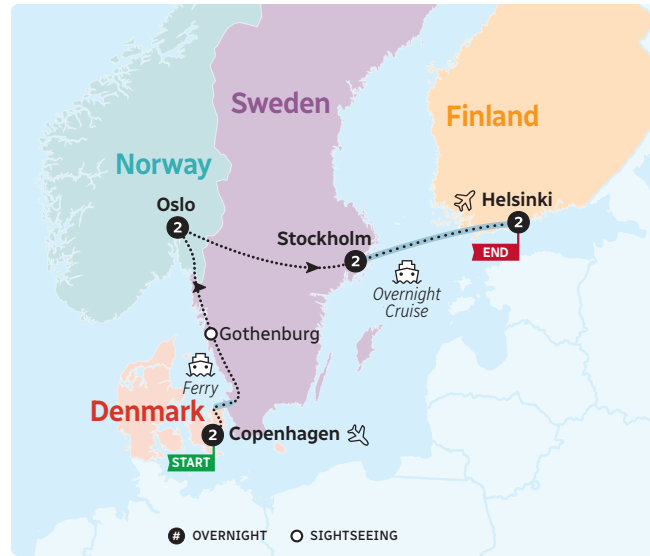 Sweden
Finland
Norway
Oslo
2
Helsinki
2
END
Stockholm
2
Overnight
Cruise
Gothenburg
Ferry
Denmark
2
Copenhagen
START
# OVERNIGHT
SIGHTSEEING